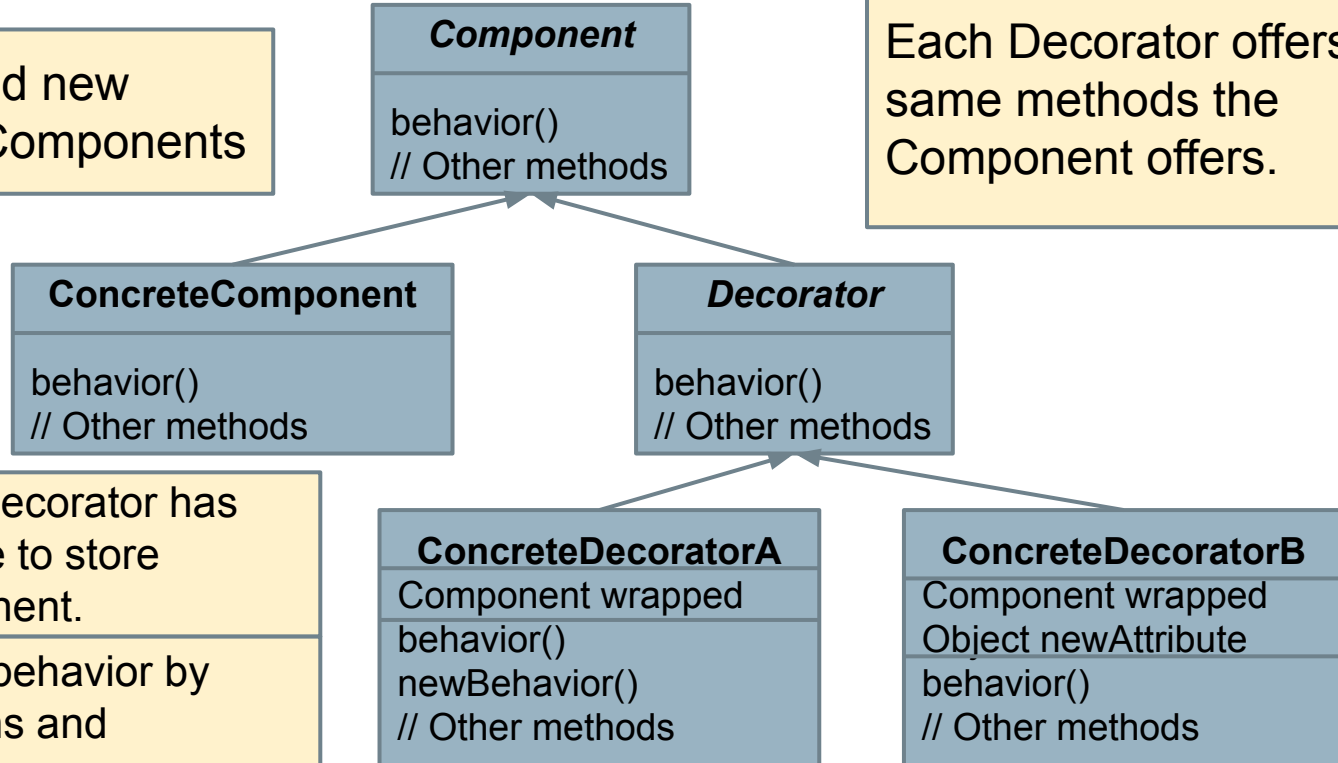 d new
Components
Component
behavior()
// Other methods
Each Decorator offers
same methods the
Component offers.
ConcreteComponent
behavior()
// Other methods
Decorator
behavior()
// Other methods
ecorator has
e to store
nent.
behavior by
ns and
ConcreteDecoratorA
Component wrapped
behavior()
newBehavior()
// Other methods
ConcreteDecoratorB
Component wrapped
Object newAttribute
behavior()
// Other methods